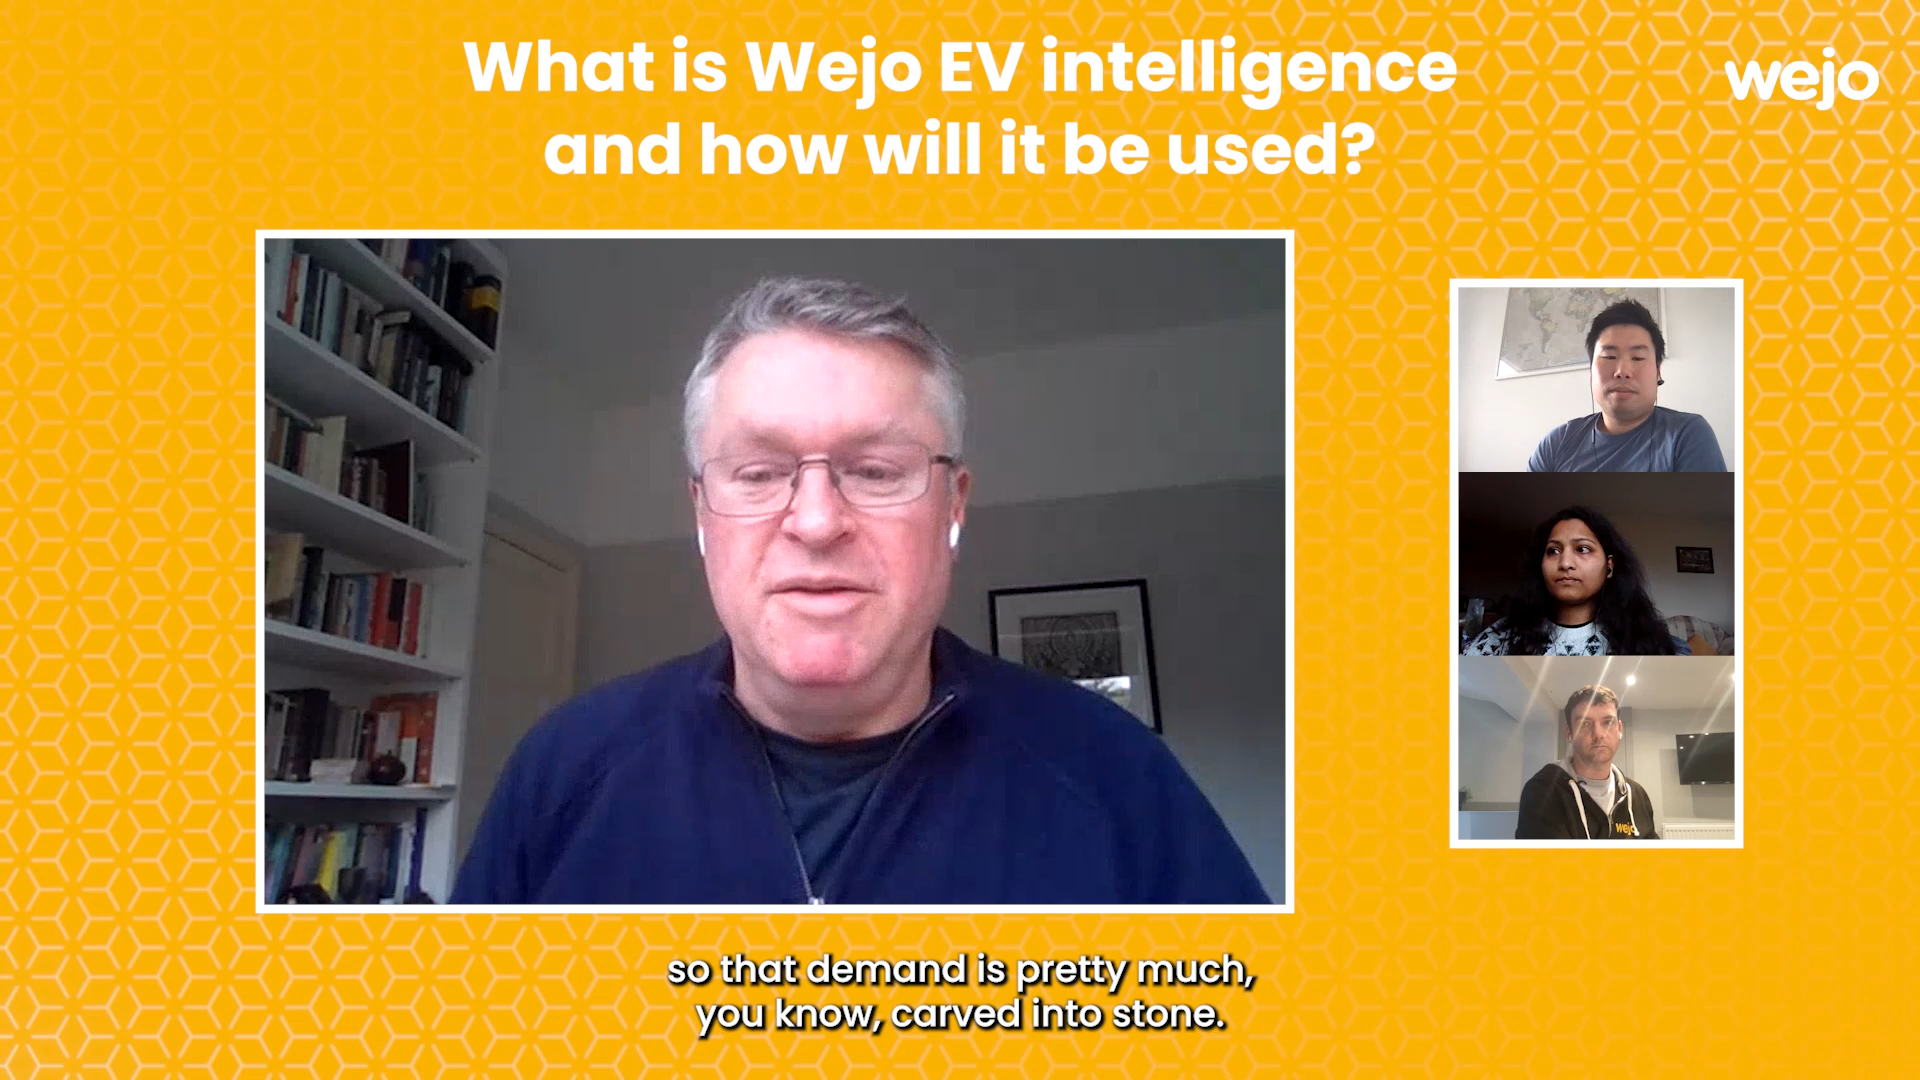 What is Wejo EV intelligence
and how will it be used?
wejo
wejo
so that demand is pretty much,
you know, carved into stone.